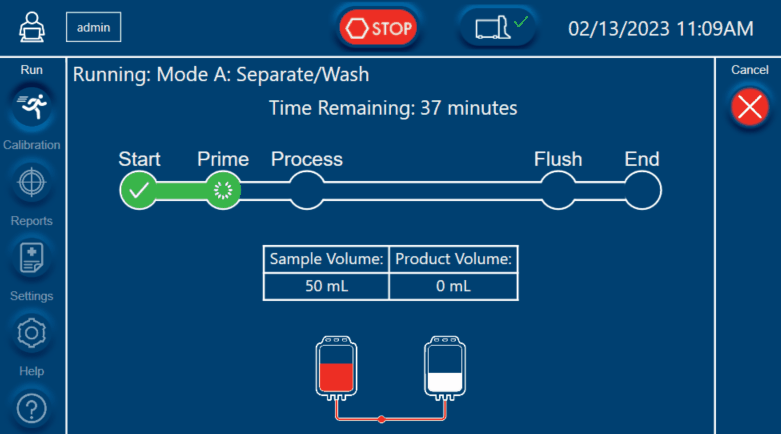 admin
STOP
02/13/2023 11:09AM
Run
Calibration
Reports
Settings
Help
Running: Mode A: Separate/Wash
Time Remaining: 37 minutes
Start Prime Process Flush End
Sample Volume: Product Volume:
50 mL 0 mL
Cancel